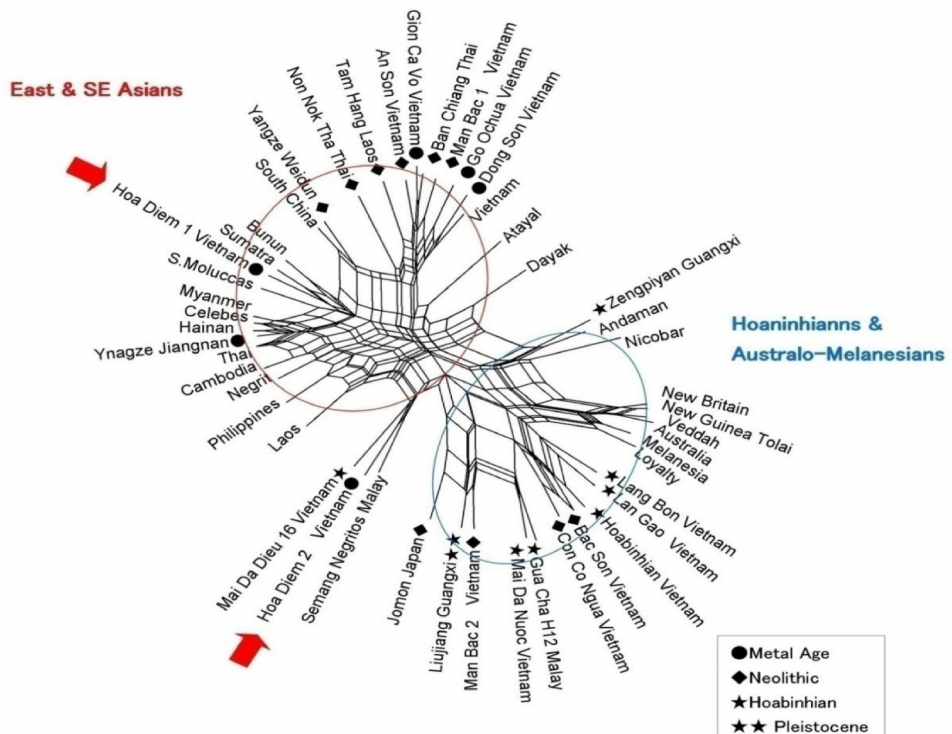 East & SE Asians
Hoa Diem 1 Vietnam
S.Moluccas
Sumatra
Bunun
South China
Yangze Weidun
Non Nok Tha Thai
Tam Hang Laos
An Son Vietnam
Gion Ca Vo Vietnam
Ban Chiang Thai
Man Bac 1 Vietnam
Go Ochua Vietnam
Dong Son Vietnam
Vietnam
Atayal
Dayak
Zengpiyan Guangxi
Andaman
Nicobar
Hoaninhianns &
Australo-Melanesians
New Britain
New Guinea Tolai
Veddah
Australia
Melanesia
Loyalty
Lang Bon Vietnam
Lan Gao Vietnam
Hoabinhian Vietnam
Bac Son Vietnam
Con Co Ngua Vietnam
Gua Cha H12 Malay
Mai Da Nuoc Vietnam
Man Bac 2 Vietnam
Liujiang Guangxi
Jomon Japan
Semang Negritos Malay
Hoa Diem 2 Vietnam
Mai Da Dieu 16 Vietnam
Laos
Philippines
Negrit
Cambodia
Thai
Ynagze Jiangnan
Hainan
Celebes
Myanmer
Metal Age
Neolithic
Hoabinhian
Pleistocene